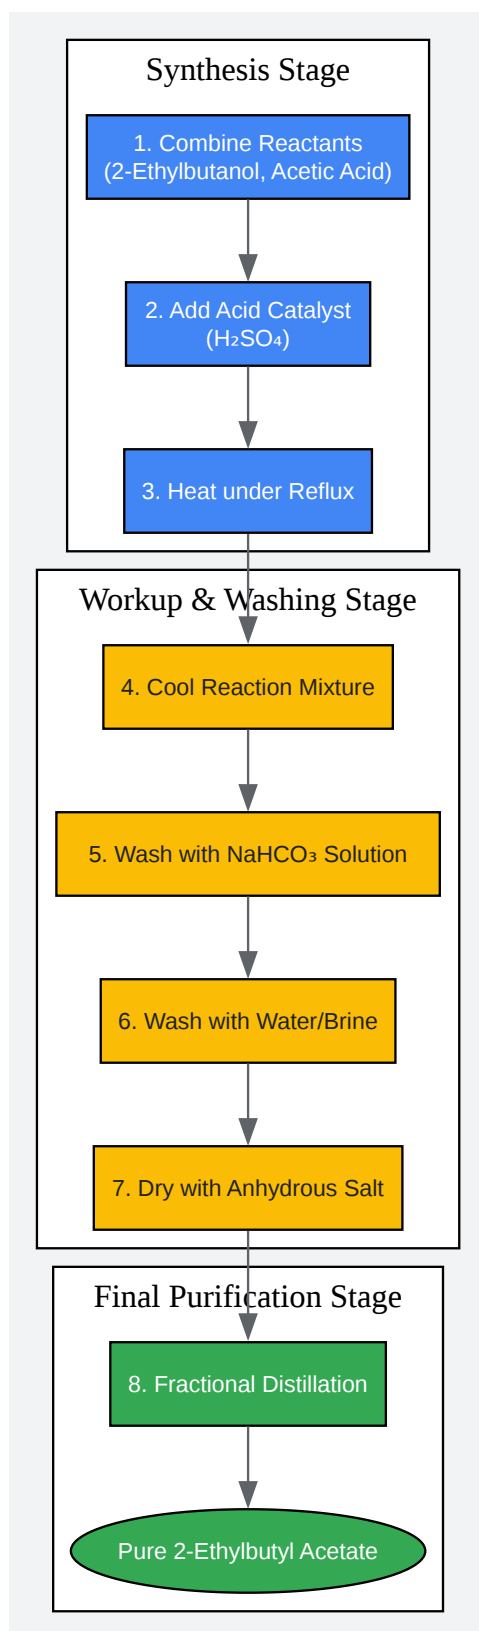 Synthesis Stage
1. Combine Reactants
(2-Ethylbutanol, Acetic Acid)
2. Add Acid Catalyst
(H₂SO₄)
3. Heat under Reflux
Workup & Washing Stage
4. Cool Reaction Mixture
5. Wash with NaHCO₃ Solution
6. Wash with Water/Brine
7. Dry with Anhydrous Salt
Final Purification Stage
8. Fractional Distillation
Pure 2-Ethylbutyl Acetate